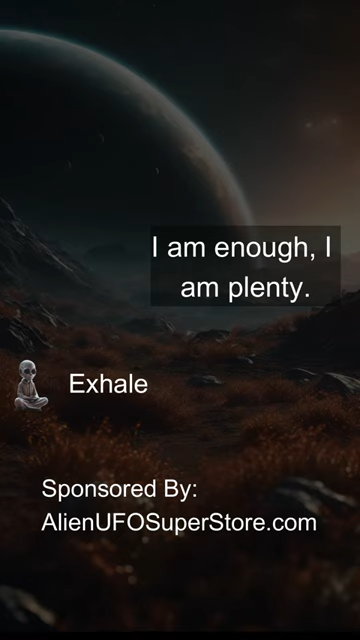 I am enough, I
am plenty.
Exhale
Sponsored By:
AlienUFOSuperStore.com